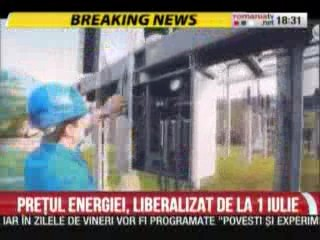 BREAKING NEWS
romaniatv
.net
18:31
PREȚUL ENERGIEI, LIBERALIZAT DE LA 1 IULIE
IAR ÎN ZILELE DE VINERI VOR FI PROGRAMATE "POVESTI ȘI EXPERIM